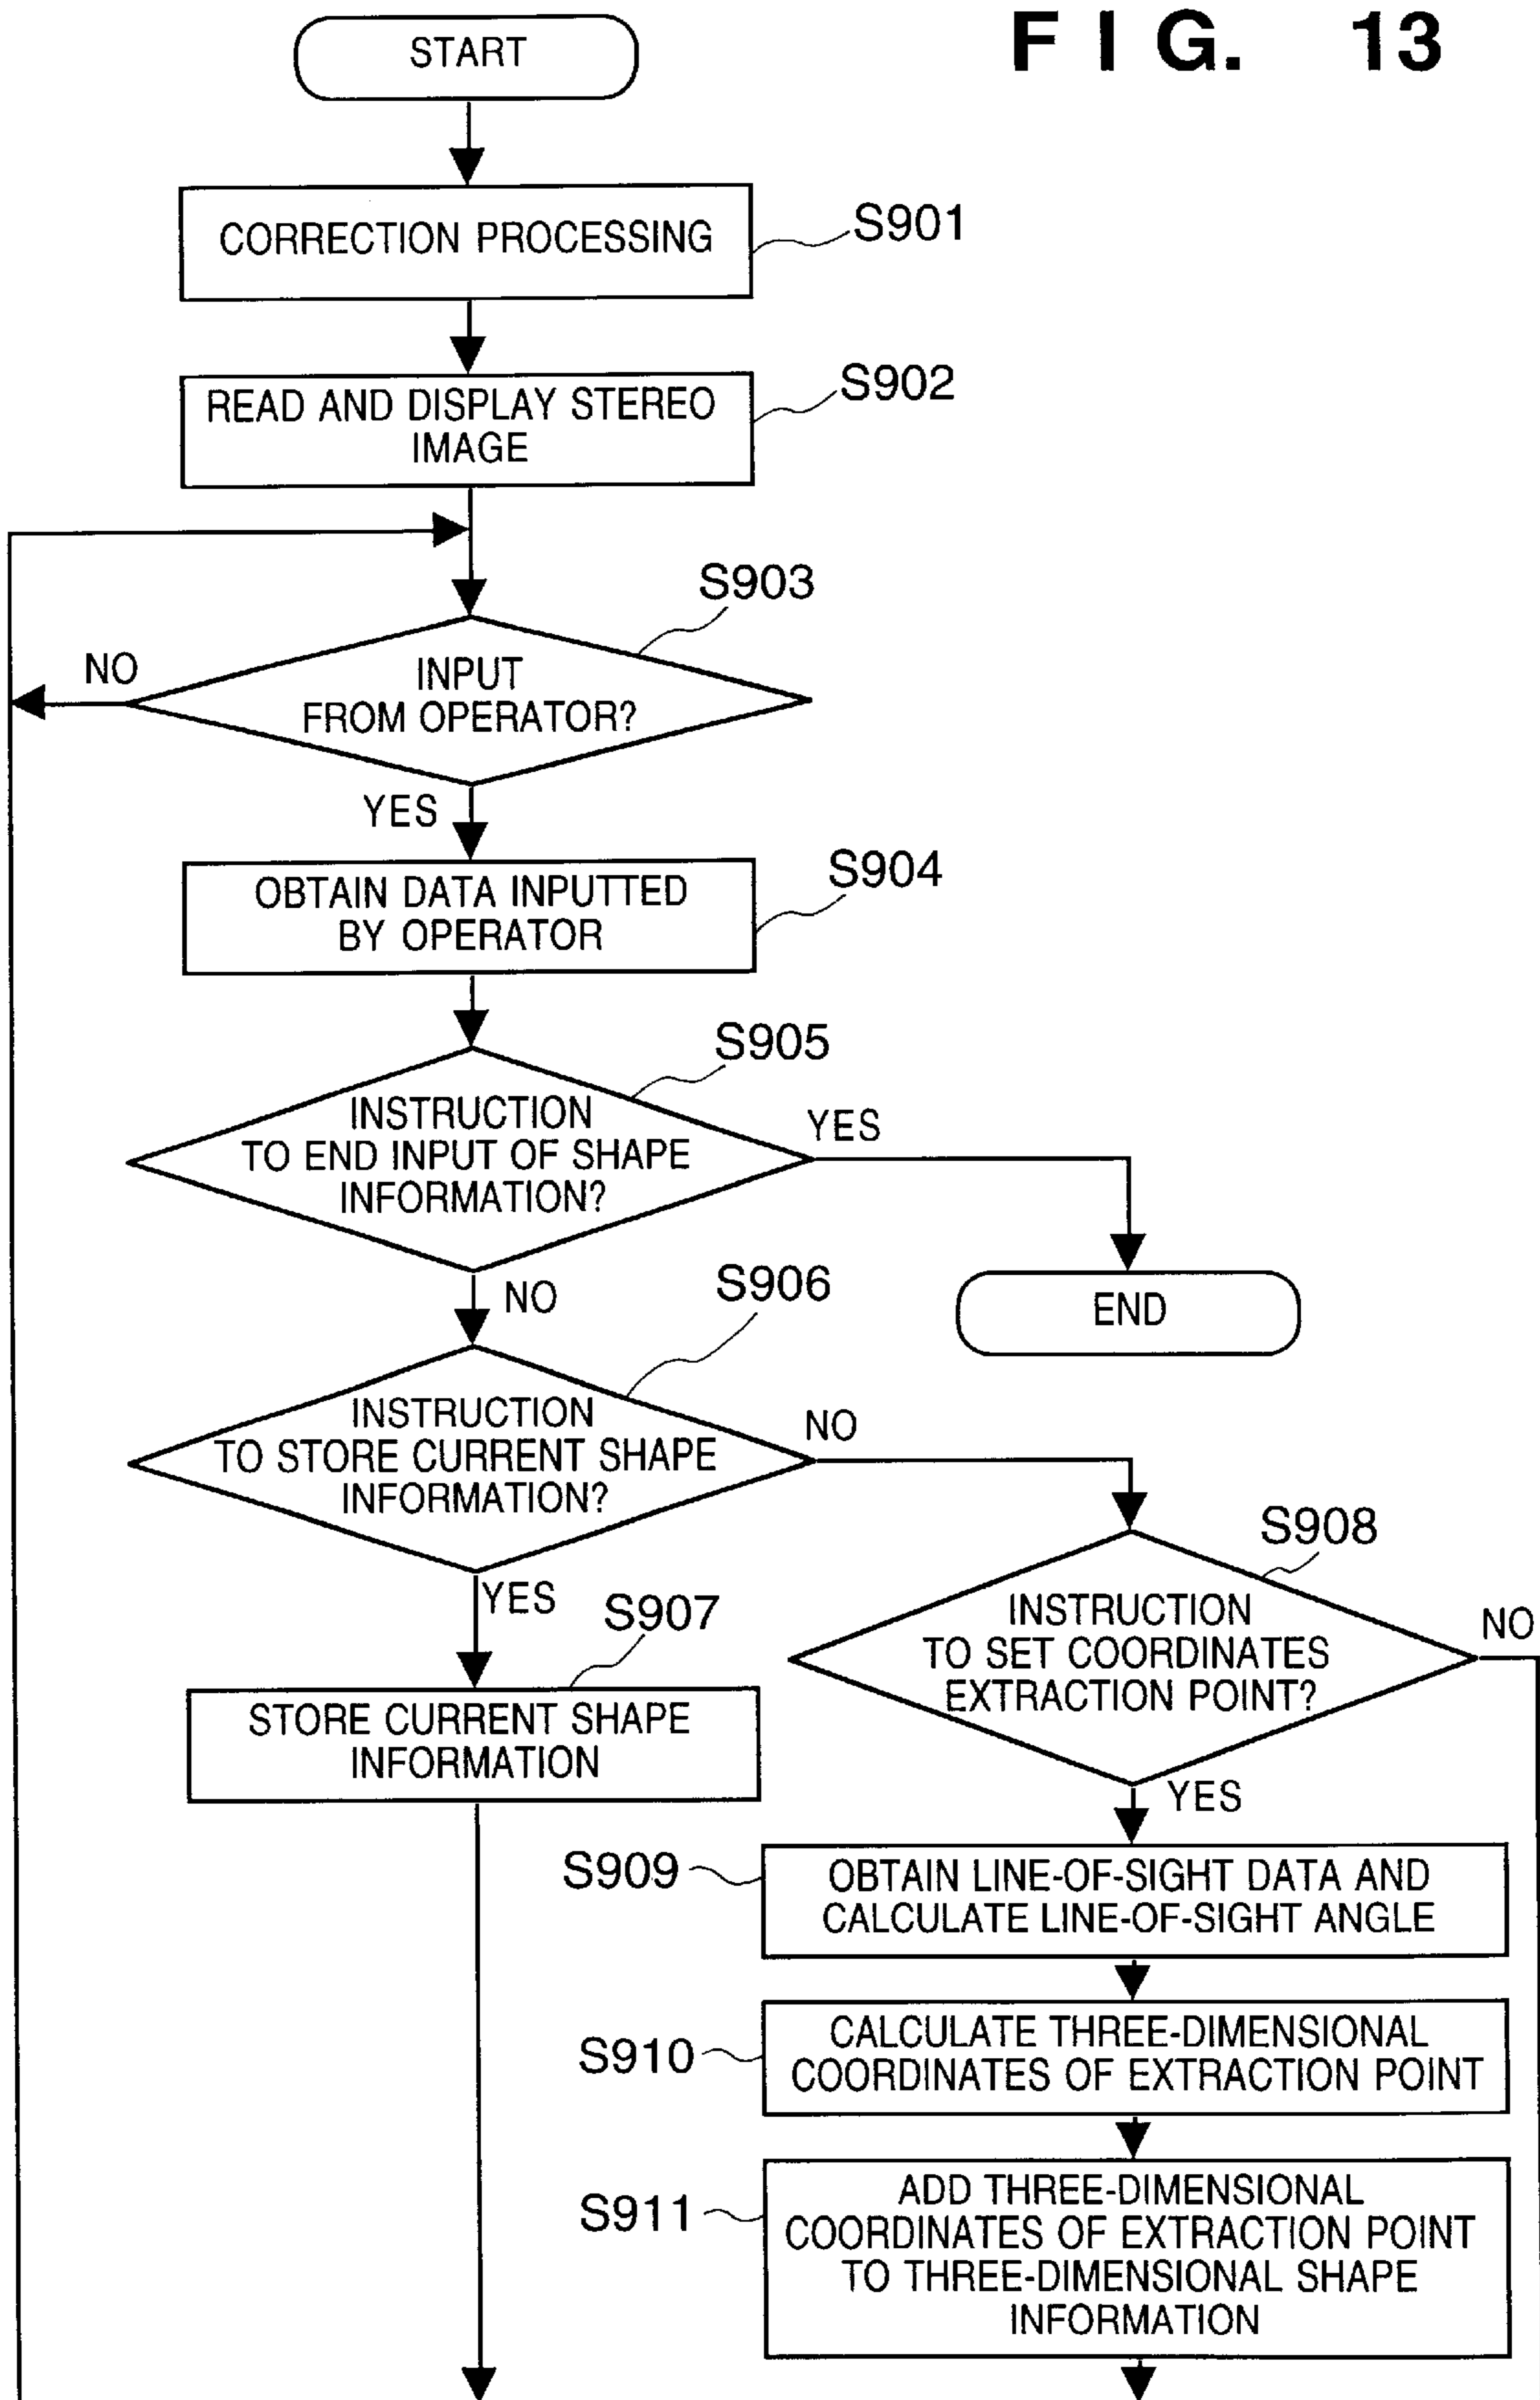 FIG. 13
START
CORRECTION PROCESSING
S901
READ AND DISPLAY STEREO
IMAGE
S902
S903
INPUT
FROM OPERATOR?
NO
YES
OBTAIN DATA INPUTTED
BY OPERATOR
S904
S905
INSTRUCTION
TO END INPUT OF SHAPE
INFORMATION?
YES
NO
END
S906
INSTRUCTION
TO STORE CURRENT SHAPE
INFORMATION?
NO
YES
S907
STORE CURRENT SHAPE
INFORMATION
S908
INSTRUCTION
TO SET COORDINATES
EXTRACTION POINT?
NO
YES
S909
OBTAIN LINE-OF-SIGHT DATA AND
CALCULATE LINE-OF-SIGHT ANGLE
S910
CALCULATE THREE-DIMENSIONAL
COORDINATES OF EXTRACTION POINT
S911
ADD THREE-DIMENSIONAL
COORDINATES OF EXTRACTION POINT
TO THREE-DIMENSIONAL SHAPE
INFORMATION